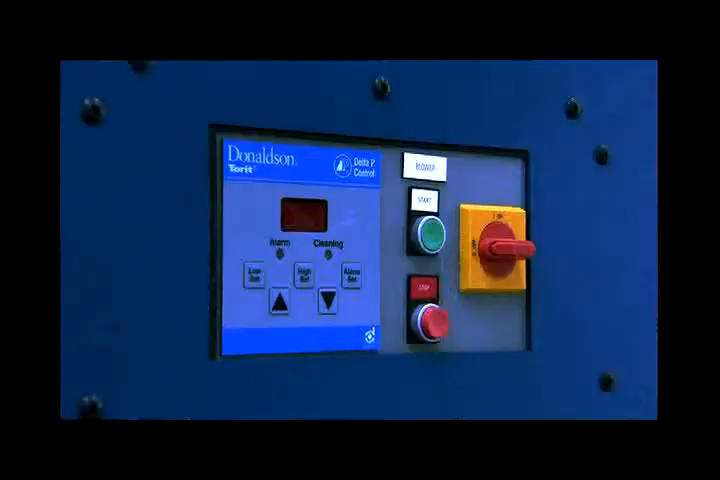 Donaldson.
Torit
Delta P
Control
Alarm
Cleaning
Low
Set
High
Set
Alarm
Set
BLOWER
START
STOP